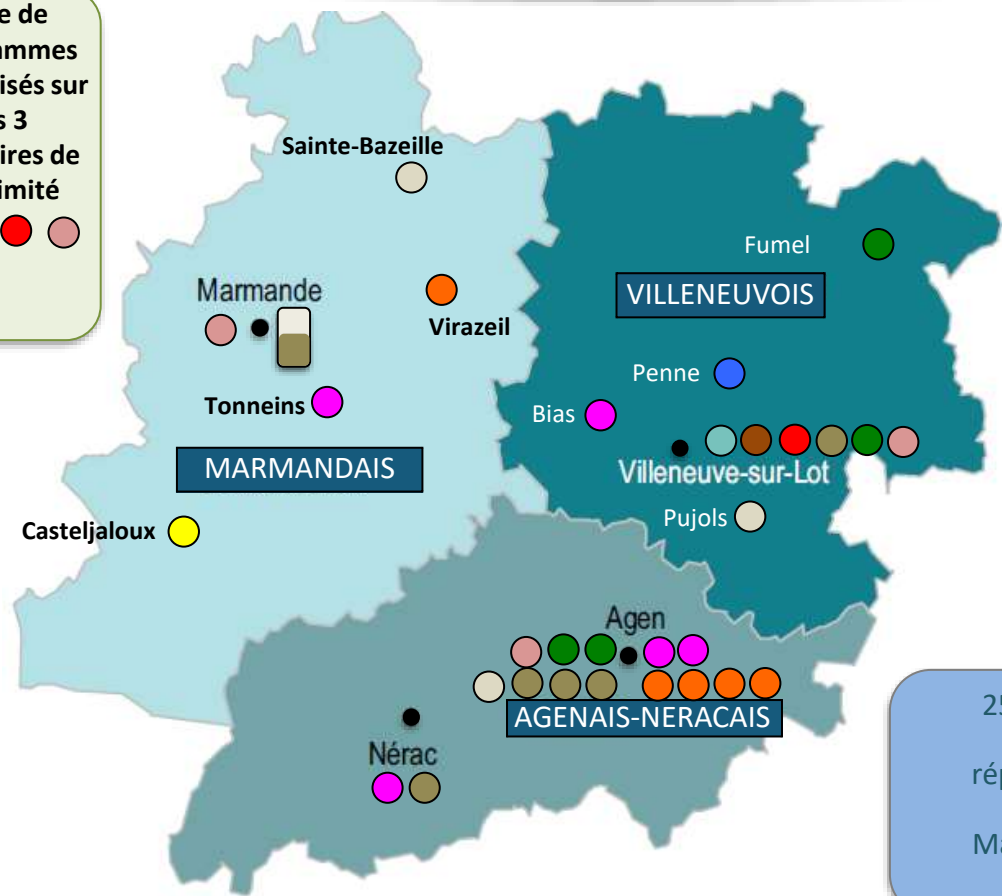 e de
ammes
isés sur
s 3
ires de
imité
Sainte-Bazeille
Fumel
VILLENEUVOIS
Marmande
Virazeil
Penne
Tonneins
Bias
MARMANDAIS
Villeneuve-sur-Lot
Pujols
Casteljaloux
Agen
AGENAIS-NERACAIS
Nérac
25
rép
Ma